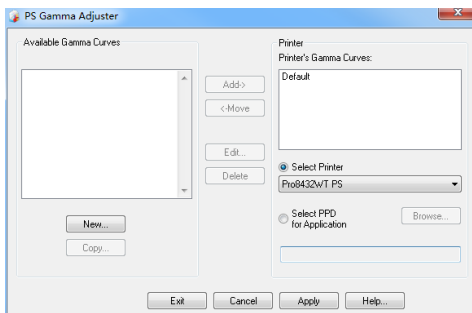 PS Gamma Adjuster
Available Gamma Curves
Add->
<-Move
Edit...
Delete
New...
Copy...
Printer
Printer's Gamma Curves:
Default
Select Printer
Pro8432WT PS
Select PPD
for Application
Browse...
Exit
Cancel
Apply
Help...